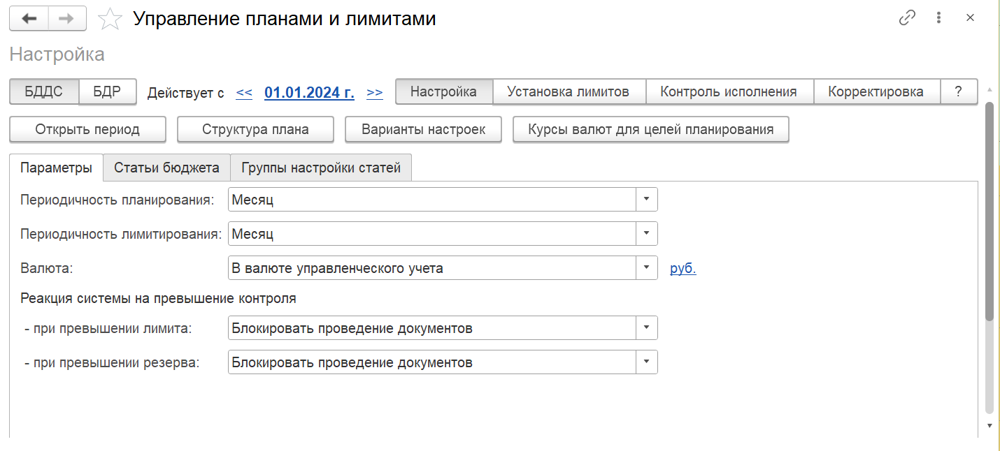 Управление планами и лимитами
Настройка
БДДС БДР Действует с << 01.01.2024 г. >> Настройка Установка лимитов Контроль исполнения Корректировка ?
Открыть период Структура плана Варианты настроек Курсы валют для целей планирования
Параметры Статьи бюджета Группы настройки статей
Периодичность планирования: Месяц
Периодичность лимитирования: Месяц
Валюта: В валюте управленческого учета руб.
Реакция системы на превышение контроля
- при превышении лимита: Блокировать проведение документов
- при превышении резерва: Блокировать проведение документов